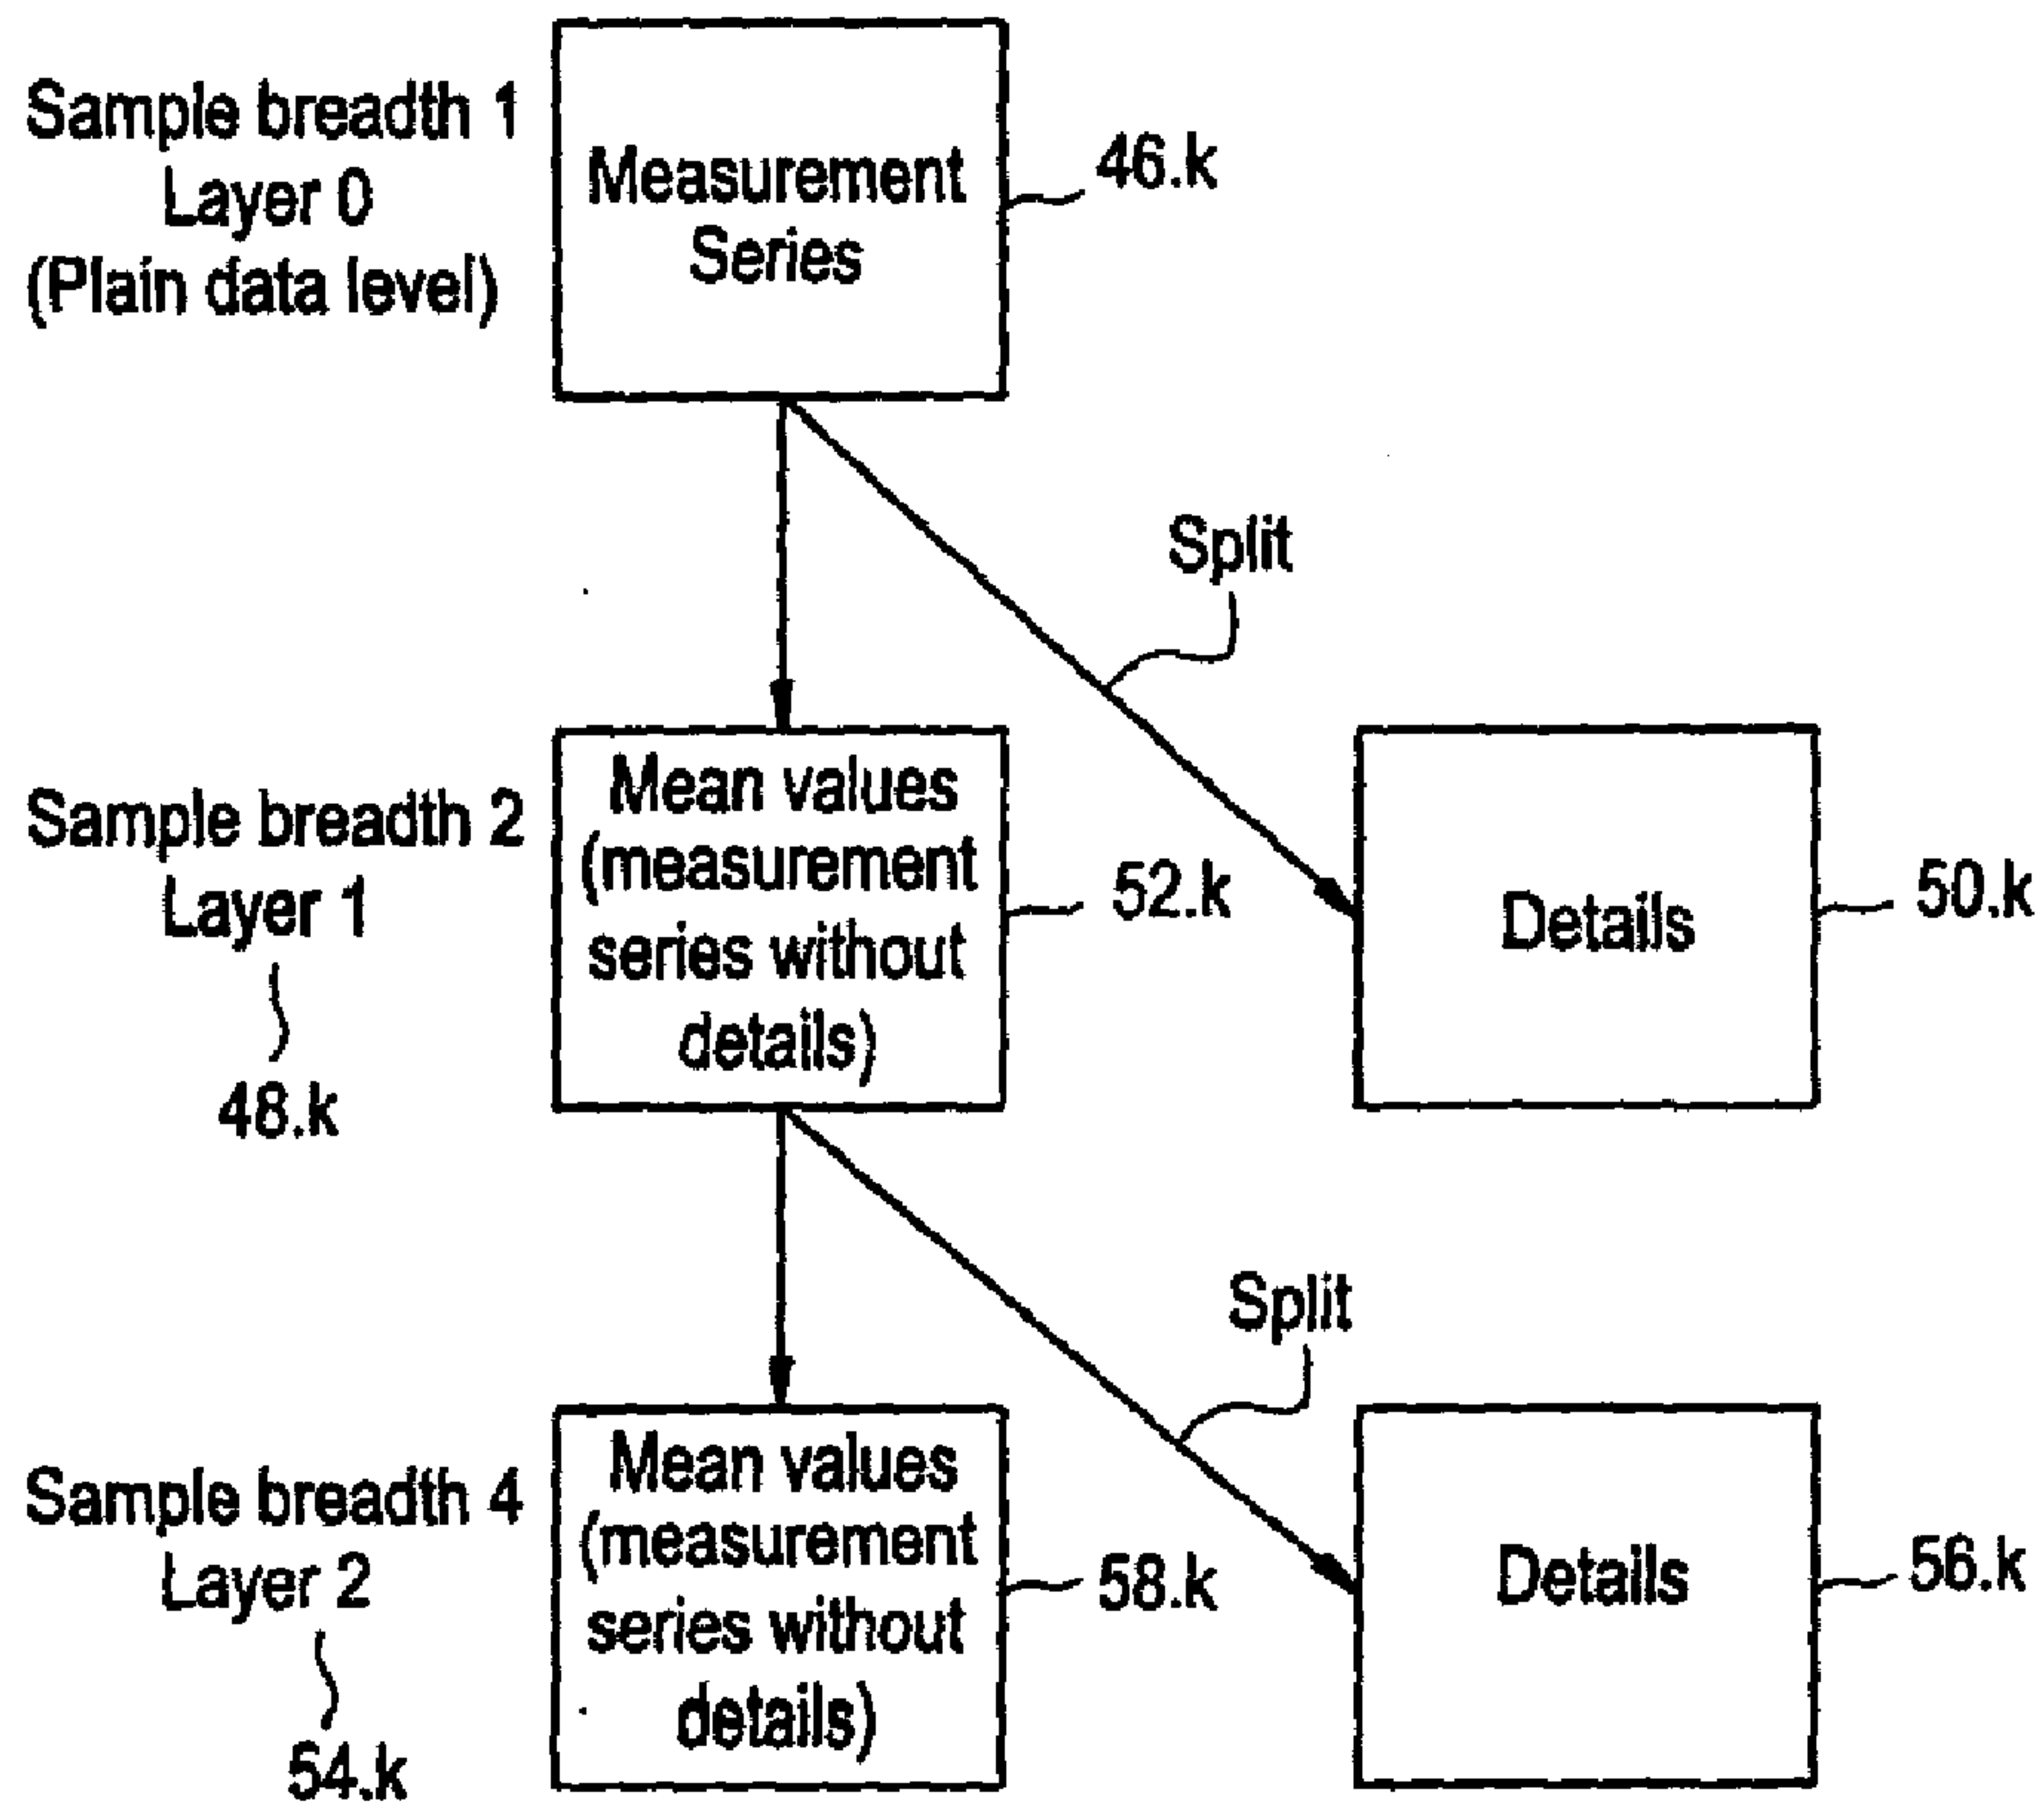 Sample breadth 1
Layer 0
(Plain data level)
Measurement
Series
46.k
Split
Sample breadth 2
Layer 1
48.k
Mean values
(measurement
series without
details)
52.k
Details
50.k
Split
Sample breadth 4
Layer 2
54.k
Mean values
(measurement
series without
details)
58.k
Details
56.k